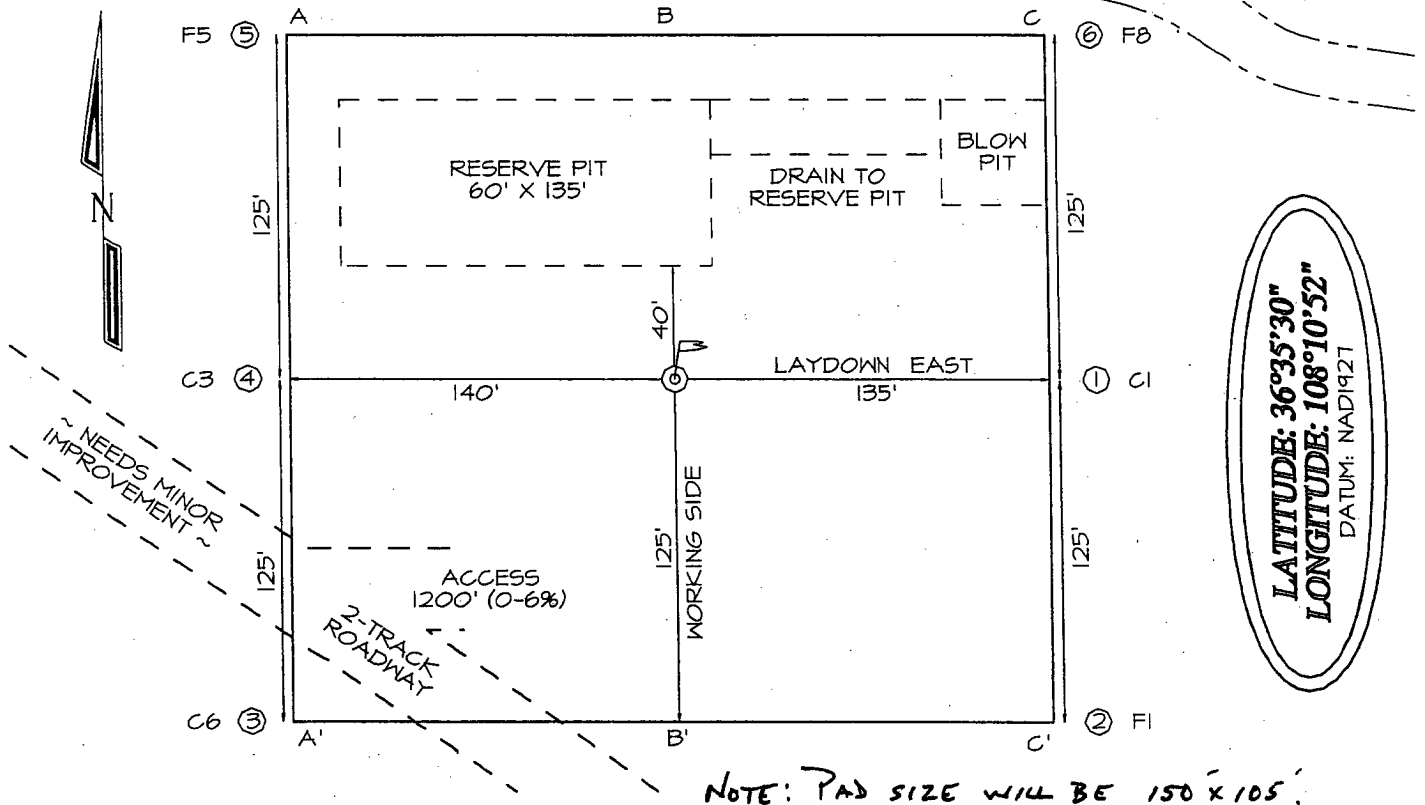 A
B
C
F5 ⑤
⑥ F8
RESERVE PIT
60' X 135'
BLOW
PIT
DRAIN TO
RESERVE PIT
125'
125'
N
40'
LAYDOWN EAST
C3 ④
140'
135'
① C1
~ NEEDS MINOR
IMPROVEMENT ~
125'
ACCESS
1200' (0-6%)
2-TRACK
ROADWAY
125'
WORKING SIDE
125'
C6 ③
② F1
A'
B'
C'
LATITUDE: 36°35'30"
LONGITUDE: 108°10'52"
DATUM: NAD1927
NOTE: PAD SIZE WILL BE 150' x 105'.